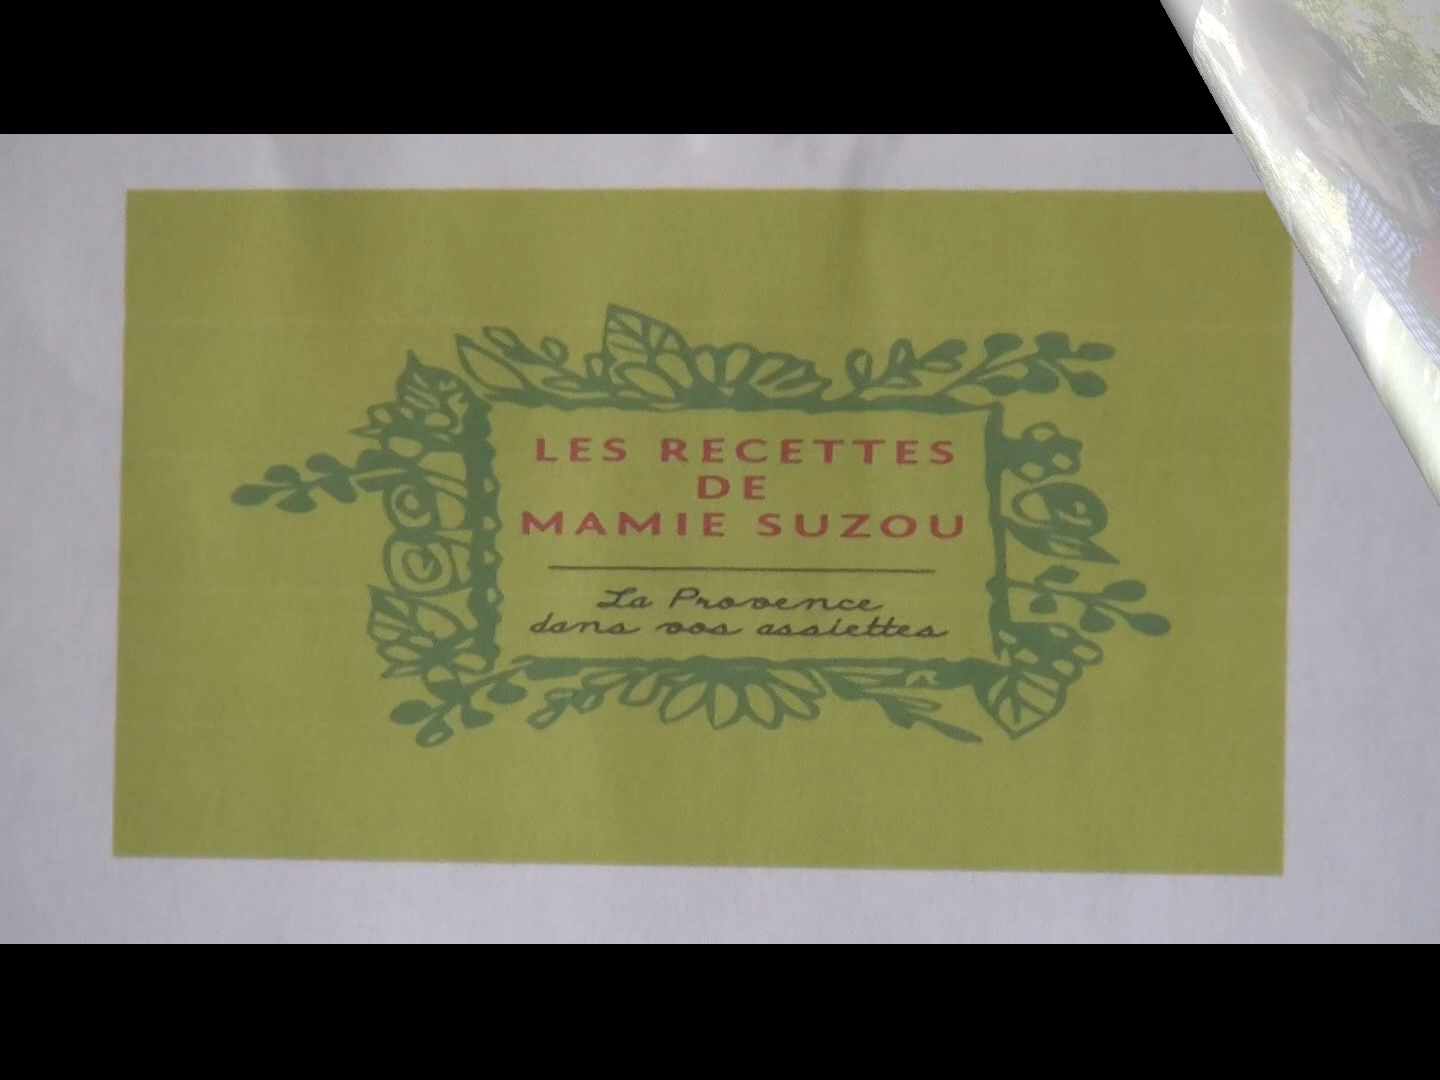 LES RECETTES
DE
MAMIE SUZOU
La Provence
dans vos assiettes